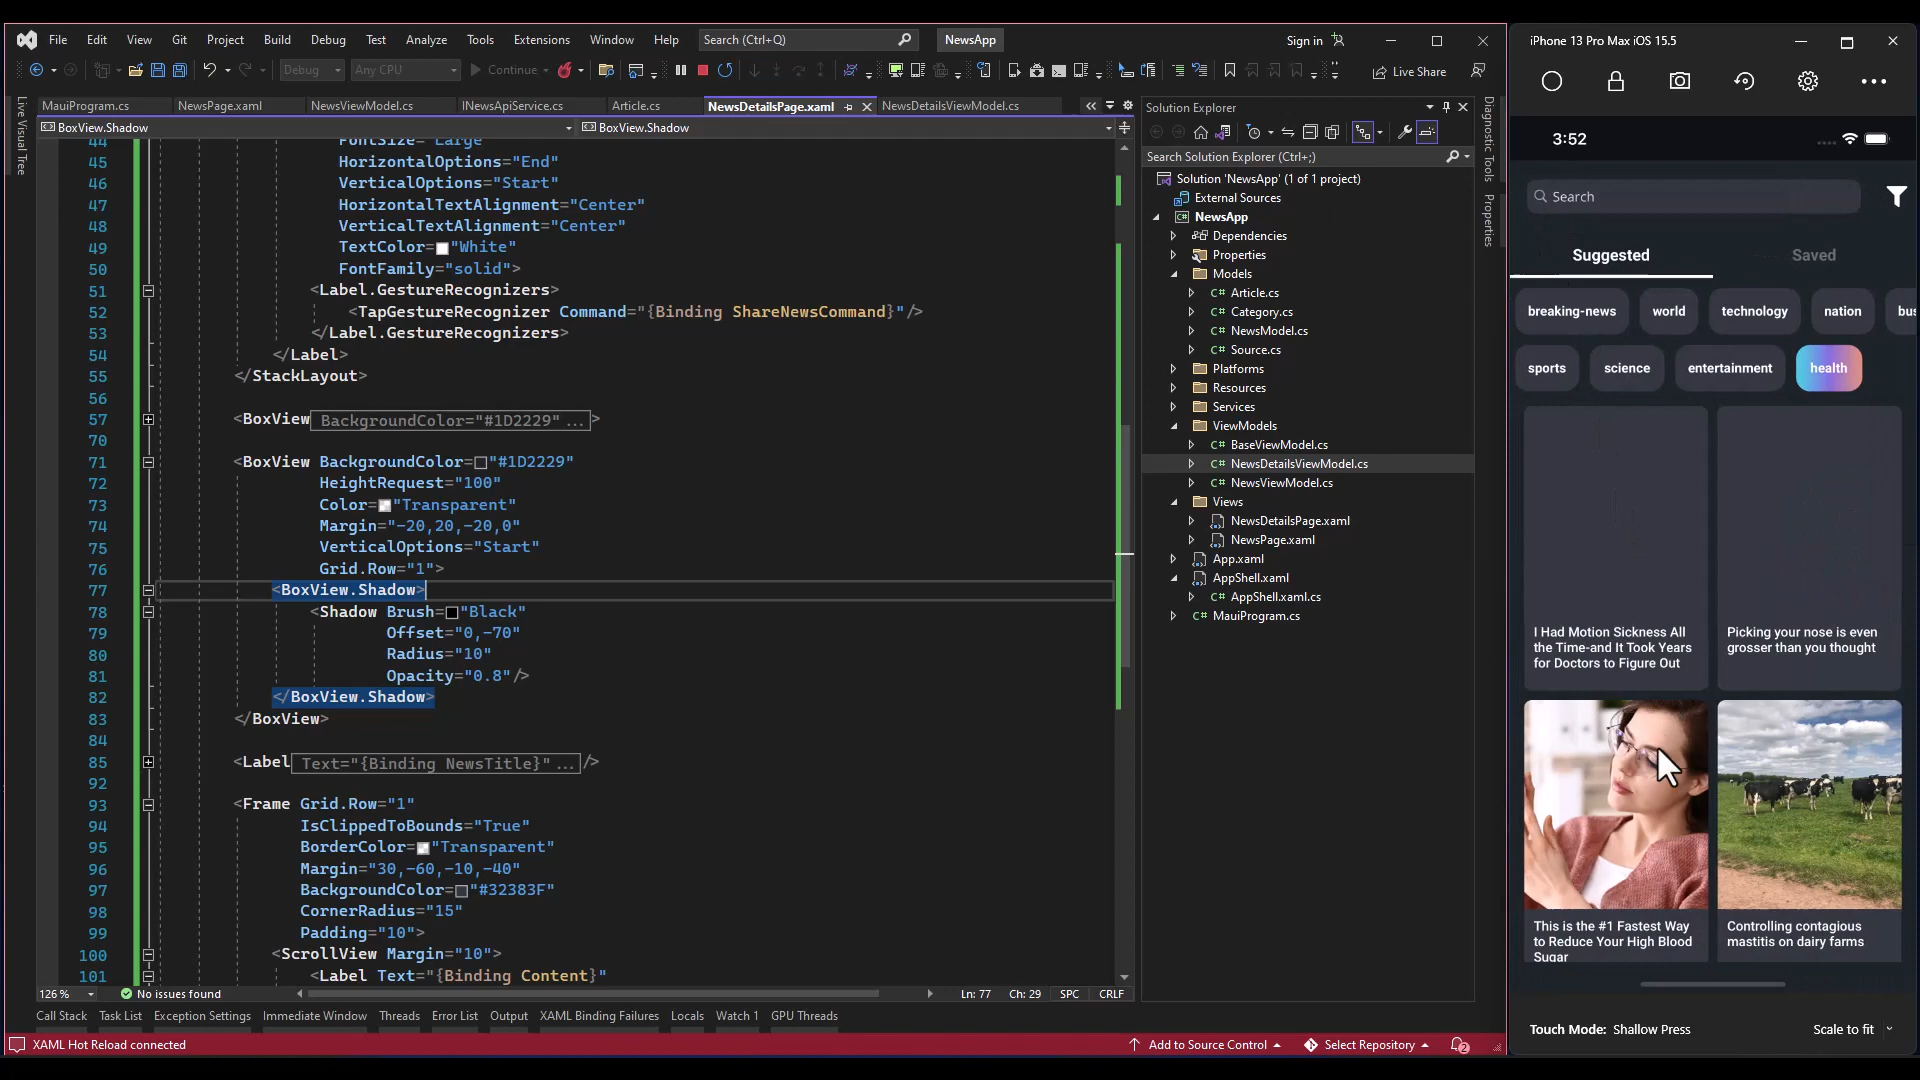 File Edit View Git Project Build Debug Test Analyze Tools Extensions Window Help Search (Ctrl+Q) NewsApp Sign in
Debug Any CPU Continue Live Share
MauiProgram.cs NewsPage.xaml NewsViewModel.cs INewsApiService.cs Article.cs NewsDetailsPage.xaml NewsDetailsViewModel.cs
BoxView.Shadow BoxView.Shadow
Live Visual Tree
44 FontSize="Large"
45 HorizontalOptions="End"
46 VerticalOptions="Start"
47 HorizontalTextAlignment="Center"
48 VerticalTextAlignment="Center"
49 TextColor="White"
50 FontFamily="solid">
51 <Label.GestureRecognizers>
52 <TapGestureRecognizer Command="{Binding ShareNewsCommand}"/>
53 </Label.GestureRecognizers>
54 </Label>
55 </StackLayout>
56
57 <BoxView BackgroundColor="#1D2229" ... >
70
71 <BoxView BackgroundColor="#1D2229"
72 HeightRequest="100"
73 Color="Transparent"
74 Margin="-20,20,-20,0"
75 VerticalOptions="Start"
76 Grid.Row="1">
77 <BoxView.Shadow>
78 <Shadow Brush="Black"
79 Offset="0,-70"
80 Radius="10"
81 Opacity="0.8"/>
82 </BoxView.Shadow>
83 </BoxView>
84
85 <Label Text="{Binding NewsTitle}" ... />
92
93 <Frame Grid.Row="1"
94 IsClippedToBounds="True"
95 BorderColor="Transparent"
96 Margin="30,-60,-10,-40"
97 BackgroundColor="#32383F"
98 CornerRadius="15"
99 Padding="10">
100 <ScrollView Margin="10">
101 <Label Text="{Binding Content}"
126 % No issues found Ln: 77 Ch: 29 SPC CRLF
Call Stack Task List Exception Settings Immediate Window Threads Error List Output XAML Binding Failures Locals Watch 1 GPU Threads
XAML Hot Reload connected Add to Source Control Select Repository 2
Solution Explorer
Search Solution Explorer (Ctrl+;)
Solution 'NewsApp' (1 of 1 project)
External Sources
NewsApp
Dependencies
Properties
Models
C# Article.cs
C# Category.cs
C# NewsModel.cs
C# Source.cs
Platforms
Resources
Services
ViewModels
C# BaseViewModel.cs
C# NewsDetailsViewModel.cs
C# NewsViewModel.cs
Views
NewsDetailsPage.xaml
NewsPage.xaml
App.xaml
AppShell.xaml
C# AppShell.xaml.cs
C# MauiProgram.cs
Diagnostic Tools
Properties
iPhone 13 Pro Max iOS 15.5
3:52
Search
Suggested Saved
breaking-news world technology nation bus
sports science entertainment health
I Had Motion Sickness All
the Time-and It Took Years
for Doctors to Figure Out
Picking your nose is even
grosser than you thought
This is the #1 Fastest Way
to Reduce Your High Blood
Sugar
Controlling contagious
mastitis on dairy farms
Touch Mode: Shallow Press Scale to fit